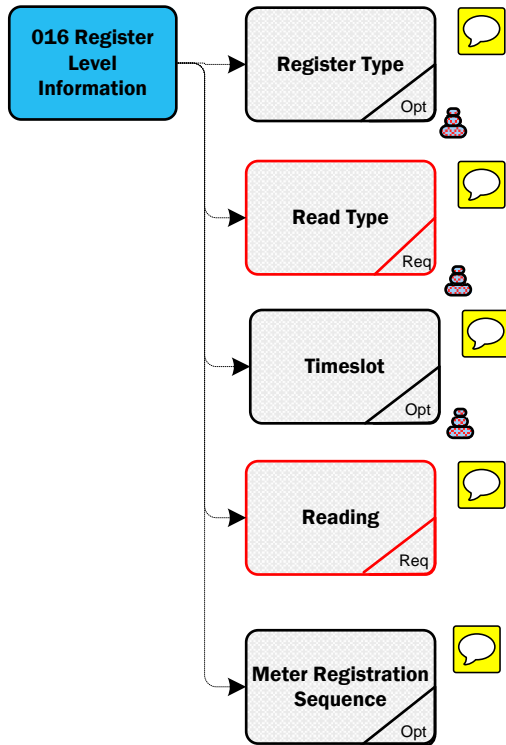 016 Register
Level
Information
Register Type
Opt
Read Type
Req
Timeslot
Opt
Reading
Req
Meter Registration
Sequence
Opt